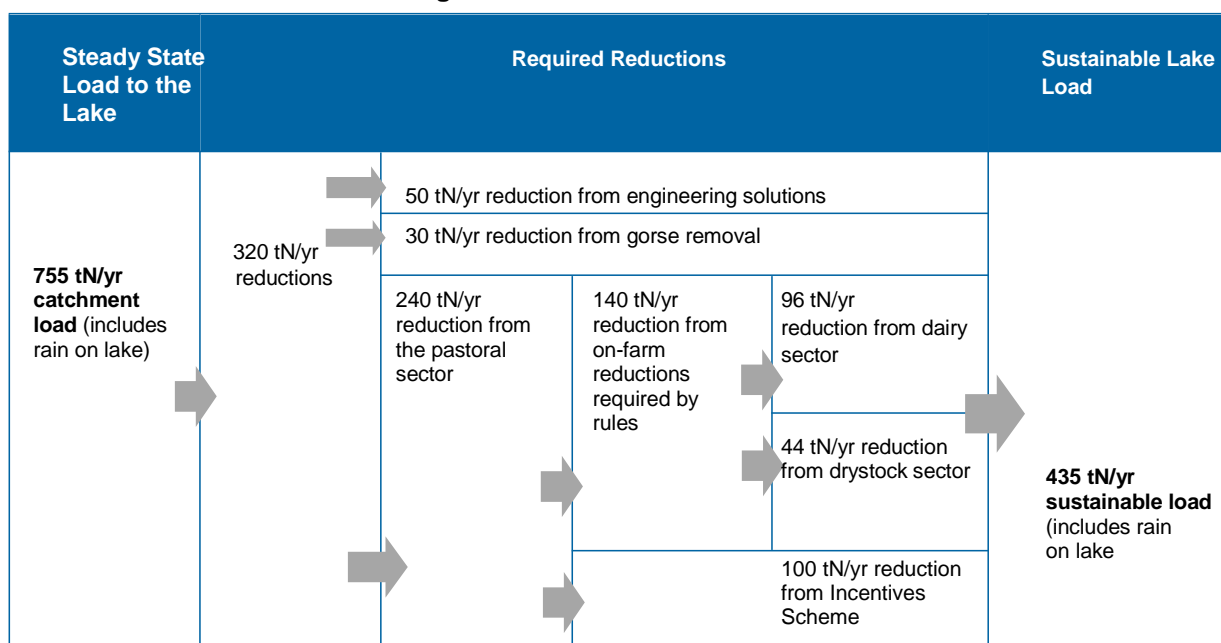 Steady State
Load to the
Lake
Required Reductions
Sustainable Lake
Load
755 tN/yr
catchment
load (includes
rain on lake)
320 tN/yr
reductions
50 tN/yr reduction from engineering solutions
30 tN/yr reduction from gorse removal
240 tN/yr
reduction from
the pastoral
sector
140 tN/yr
reduction from
on-farm
reductions
required by
rules
96 tN/yr
reduction from dairy
sector
44 tN/yr reduction
from drystock sector
100 tN/yr reduction
from Incentives
Scheme
435 tN/yr
sustainable load
(includes rain
on lake